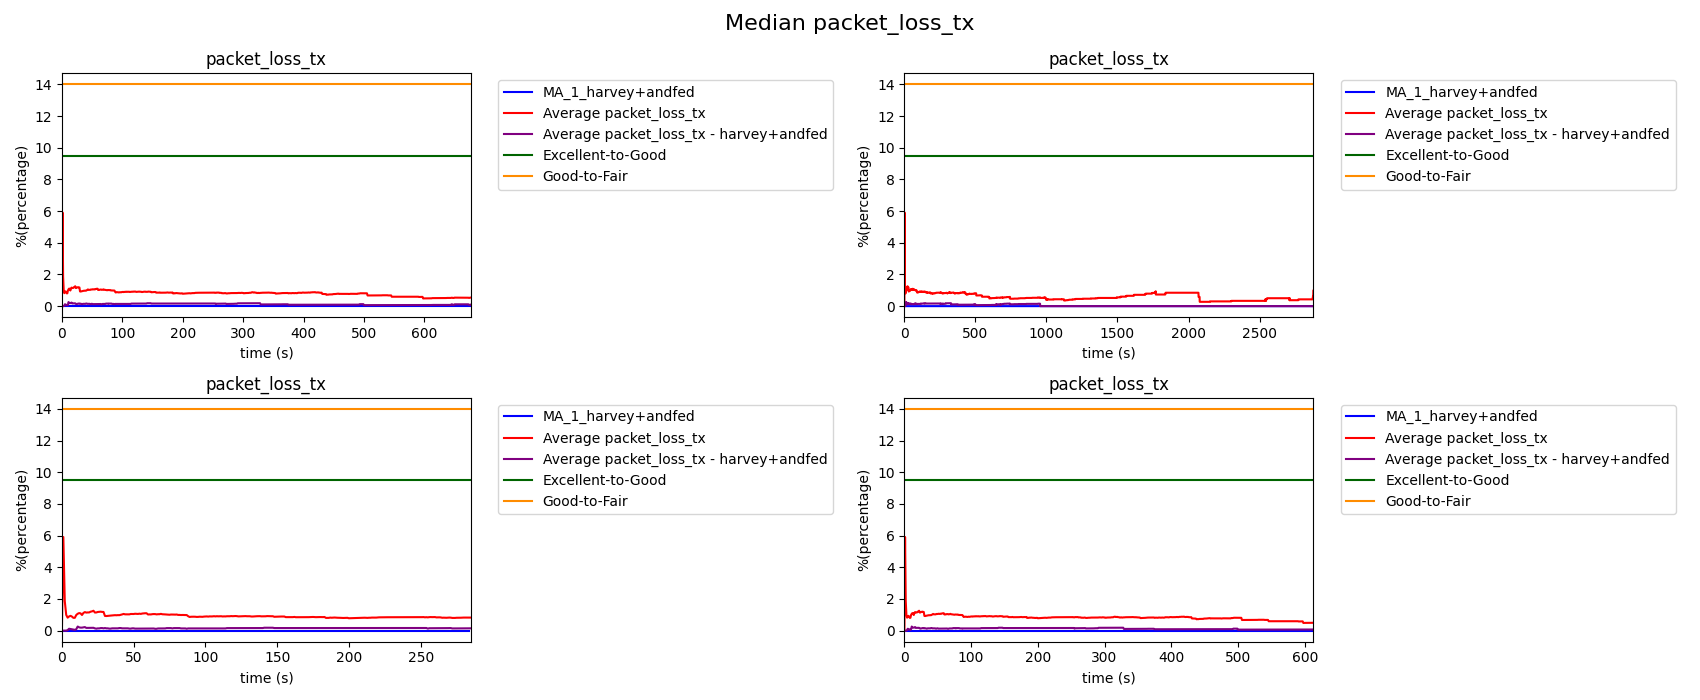 Median packet_loss_tx
packet_loss_tx
%(percentage)
14
12
10
8
6
4
2
0
0 100 200 300 400 500 600
time (s)
MA_1_harvey+andfed
Average packet_loss_tx
Average packet_loss_tx - harvey+andfed
Excellent-to-Good
Good-to-Fair
packet_loss_tx
%(percentage)
14
12
10
8
6
4
2
0
0 500 1000 1500 2000 2500
time (s)
MA_1_harvey+andfed
Average packet_loss_tx
Average packet_loss_tx - harvey+andfed
Excellent-to-Good
Good-to-Fair
packet_loss_tx
%(percentage)
14
12
10
8
6
4
2
0
0 50 100 150 200 250
time (s)
MA_1_harvey+andfed
Average packet_loss_tx
Average packet_loss_tx - harvey+andfed
Excellent-to-Good
Good-to-Fair
packet_loss_tx
%(percentage)
14
12
10
8
6
4
2
0
0 100 200 300 400 500 600
time (s)
MA_1_harvey+andfed
Average packet_loss_tx
Average packet_loss_tx - harvey+andfed
Excellent-to-Good
Good-to-Fair